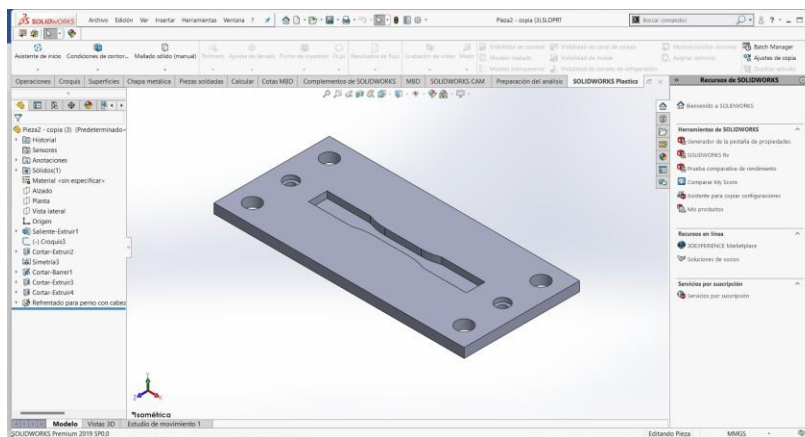 SOLIDWORKS Archivo Edición Ver Insertar Herramientas Ventana ? Pieza2 - copia (3).SLDPRT Buscar comandos
Asistente de inicio Condiciones de contor... Mallado sólido (manual) Batch Manager
Ajustes de copia
Operaciones Croquis Superficies Chapa metálica Piezas soldadas Calcular Cotas MBD Complementos de SOLIDWORKS MBD SOLIDWORKS CAM Preparación del análisis SOLIDWORKS Plastics
Recursos de SOLIDWORKS
Bienvenido a SOLIDWORKS
Herramientas de SOLIDWORKS
Generador de la pestaña de propiedades
SOLIDWORKS Rx
Prueba comparativa de rendimiento
Comparar My Score
Asistente para copiar configuraciones
Mis productos
Recursos en línea
3DEXPERIENCE Marketplace
Soluciones de socios
Servicios por suscripción
Servicios por suscripción
Pieza2 - copia (3) (Predeterminado<
Historial
Sensores
Anotaciones
Sólidos(1)
Material <sin especificar>
Alzado
Planta
Vista lateral
Origen
Saliente-Extruir1
(-) Croquis3
Cortar-Extruir2
Simetría3
Cortar-Barrer1
Cortar-Extruir3
Cortar-Extruir4
Refrentado para perno con cabez
*Isométrica
Modelo Vistas 3D Estudio de movimiento 1
SOLIDWORKS Premium 2019 SP0.0 Editando Pieza MMGS